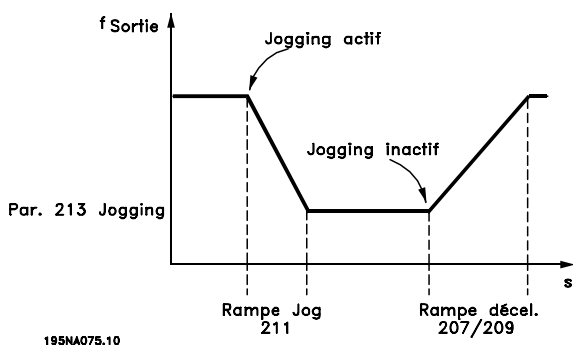 f Sortie
Jogging actif
Jogging inactif
Par. 213 Jogging
s
Rampe Jog
211
Rampe décel.
207/209
195NA075.10